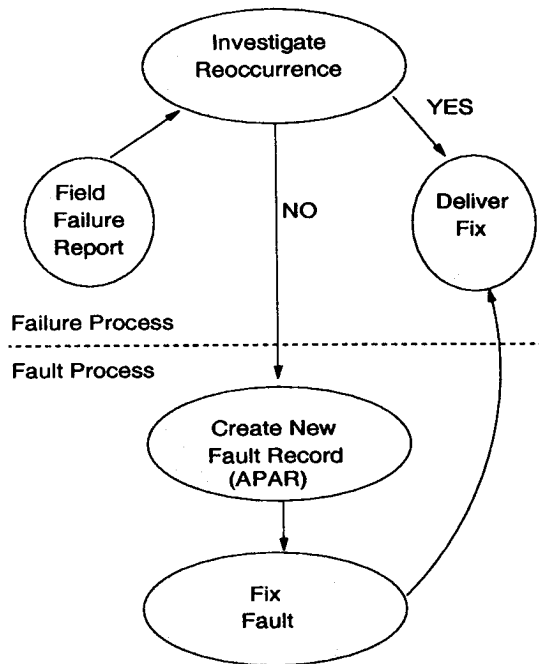 Investigate
Reoccurrence
YES
Field
Failure
Report
NO
Deliver
Fix
Failure Process
Fault Process
Create New
Fault Record
(APAR)
Fix
Fault